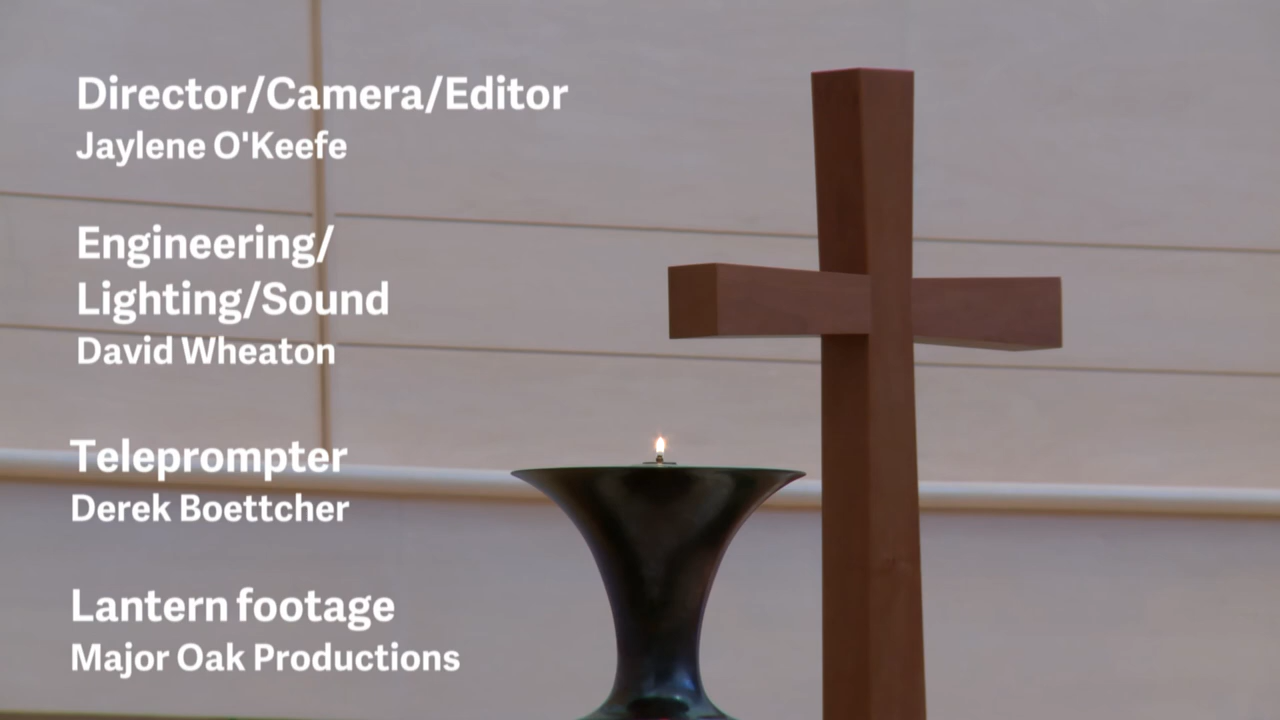 Director/Camera/Editor
Jaylene O'Keefe
Engineering/
Lighting/Sound
David Wheaton
Teleprompter
Derek Boettcher
Lantern footage
Major Oak Productions